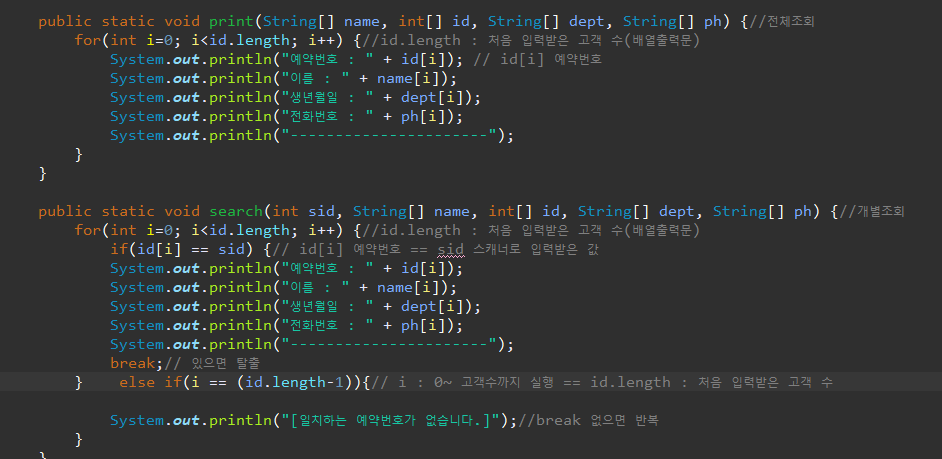 public static void print(String[] name, int[] id, String[] dept, String[] ph) {//전체조회
for(int i=0; i<id.length; i++) {//id.length : 처음 입력받은 고객 수(배열출력문)
System.out.println("예약번호 : " + id[i]); // id[i] 예약번호
System.out.println("이름 : " + name[i]);
System.out.println("생년월일 : " + dept[i]);
System.out.println("전화번호 : " + ph[i]);
System.out.println("----------------------");
}
}
public static void search(int sid, String[] name, int[] id, String[] dept, String[] ph) {//개별조회
for(int i=0; i<id.length; i++) {//id.length : 처음 입력받은 고객 수(배열출력문)
if(id[i] == sid) {// id[i] 예약번호 == sid 스캐너로 입력받은 값
System.out.println("예약번호 : " + id[i]);
System.out.println("이름 : " + name[i]);
System.out.println("생년월일 : " + dept[i]);
System.out.println("전화번호 : " + ph[i]);
System.out.println("----------------------");
break;// 있으면 탈출
} else if(i == (id.length-1)){// i : 0~ 고객수까지 실행 == id.length : 처음 입력받은 고객 수
System.out.println("[일치하는 예약번호가 없습니다.]");//break 없으면 반복
}
}